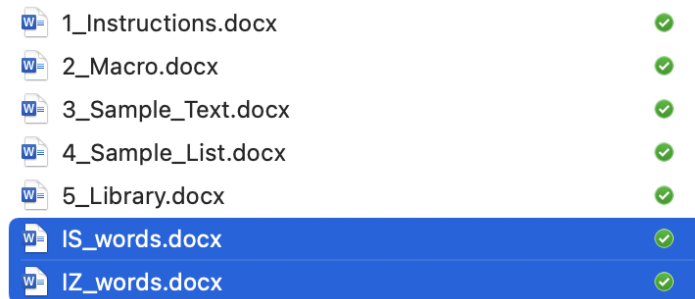 1_Instructions.docx
2_Macro.docx
3_Sample_Text.docx
4_Sample_List.docx
5_Library.docx
IS_words.docx
IZ_words.docx